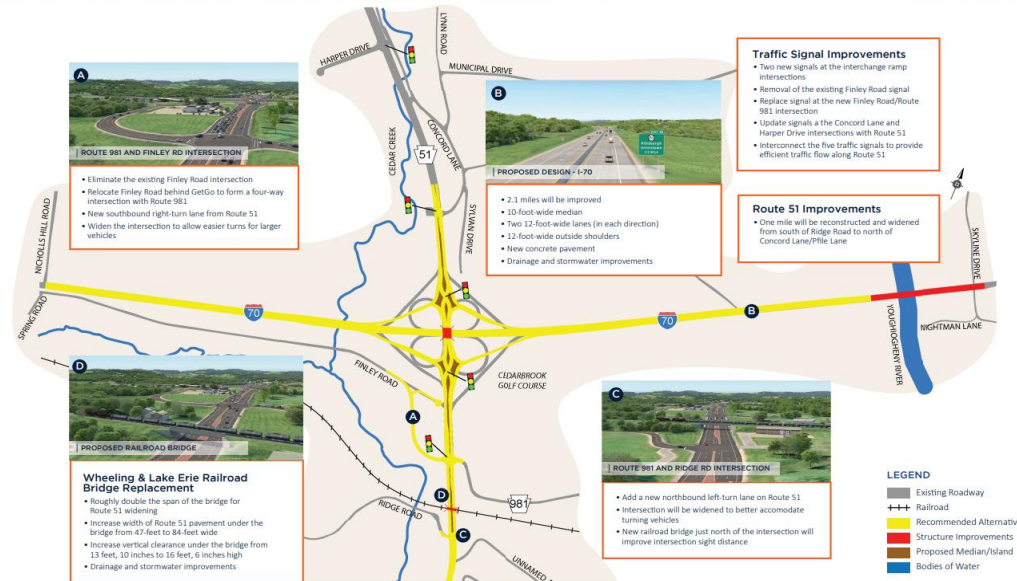 HARPER DRIVE
LYNN ROAD
MUNICIPAL DRIVE
CEDAR CREEK
CONCORD LANE
51
SYLVAN DRIVE
A
ROUTE 981 AND FINLEY RD INTERSECTION
• Eliminate the existing Finley Road intersection
• Relocate Finley Road behind GetGo to form a four-way
intersection with Route 981
• New southbound right-turn lane from Route 51
• Widen the intersection to allow easier turns for larger
vehicles
B
PROPOSED DESIGN - I-70
• 2.1 miles will be improved
• 10-foot-wide median
• Two 12-foot-wide lanes (in each direction)
• 12-foot-wide outside shoulders
• New concrete pavement
• Drainage and stormwater improvements
Traffic Signal Improvements
• Two new signals at the interchange ramp
intersections
• Removal of the existing Finley Road signal
• Replace signal at the new Finley Road/Route
981 intersection
• Update signals a the Concord Lane and
Harper Drive intersections with Route 51
• Interconnect the five traffic signals to provide
efficient traffic flow along Route 51
Route 51 Improvements
• One mile will be reconstructed and widened
from south of Ridge Road to north of
Concord Lane/Pfile Lane
NICHOLLS HILL ROAD
SPRING ROAD
70
70
B
SKYLINE DRIVE
NIGHTMAN LANE
YOUGHIOGHENY RIVER
FINLEY ROAD
CEDARBROOK
GOLF COURSE
A
D
RIDGE ROAD
981
C
UNNAMED
D
PROPOSED RAILROAD BRIDGE
Wheeling & Lake Erie Railroad
Bridge Replacement
• Roughly double the span of the bridge for
Route 51 widening
• Increase width of Route 51 pavement under the
bridge from 47-feet to 84-feet wide
• Increase vertical clearance under the bridge from
13 feet, 10 inches to 16 feet, 6 inches high
• Drainage and stormwater improvements
C
ROUTE 981 AND RIDGE RD INTERSECTION
• Add a new northbound left-turn lane on Route 51
• Intersection will be widened to better accomodate
turning vehicles
• New railroad bridge just north of the intersection will
improve intersection sight distance
LEGEND
Existing Roadway
Railroad
Recommended Alternativ
Structure Improvements
Proposed Median/Island
Bodies of Water